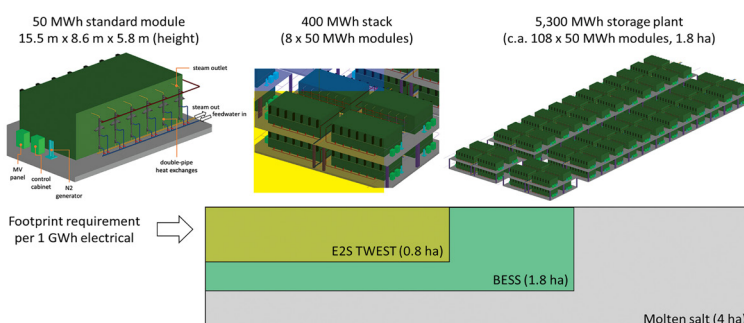 50 MWh standard module
15.5 m x 8.6 m x 5.8 m (height)
400 MWh stack
(8 x 50 MWh modules)
5,300 MWh storage plant
(c.a. 108 x 50 MWh modules, 1.8 ha)
steam outlet
steam out
feedwater in
double-pipe
heat exchanges
MV
panel
control
cabinet
N2
generator
Footprint requirement
per 1 GWh electrical
E2S TWEST (0.8 ha)
BESS (1.8 ha)
Molten salt (4 ha)